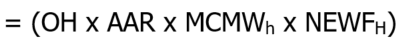 = (OH x AAR x MCMWh x NEWFH)